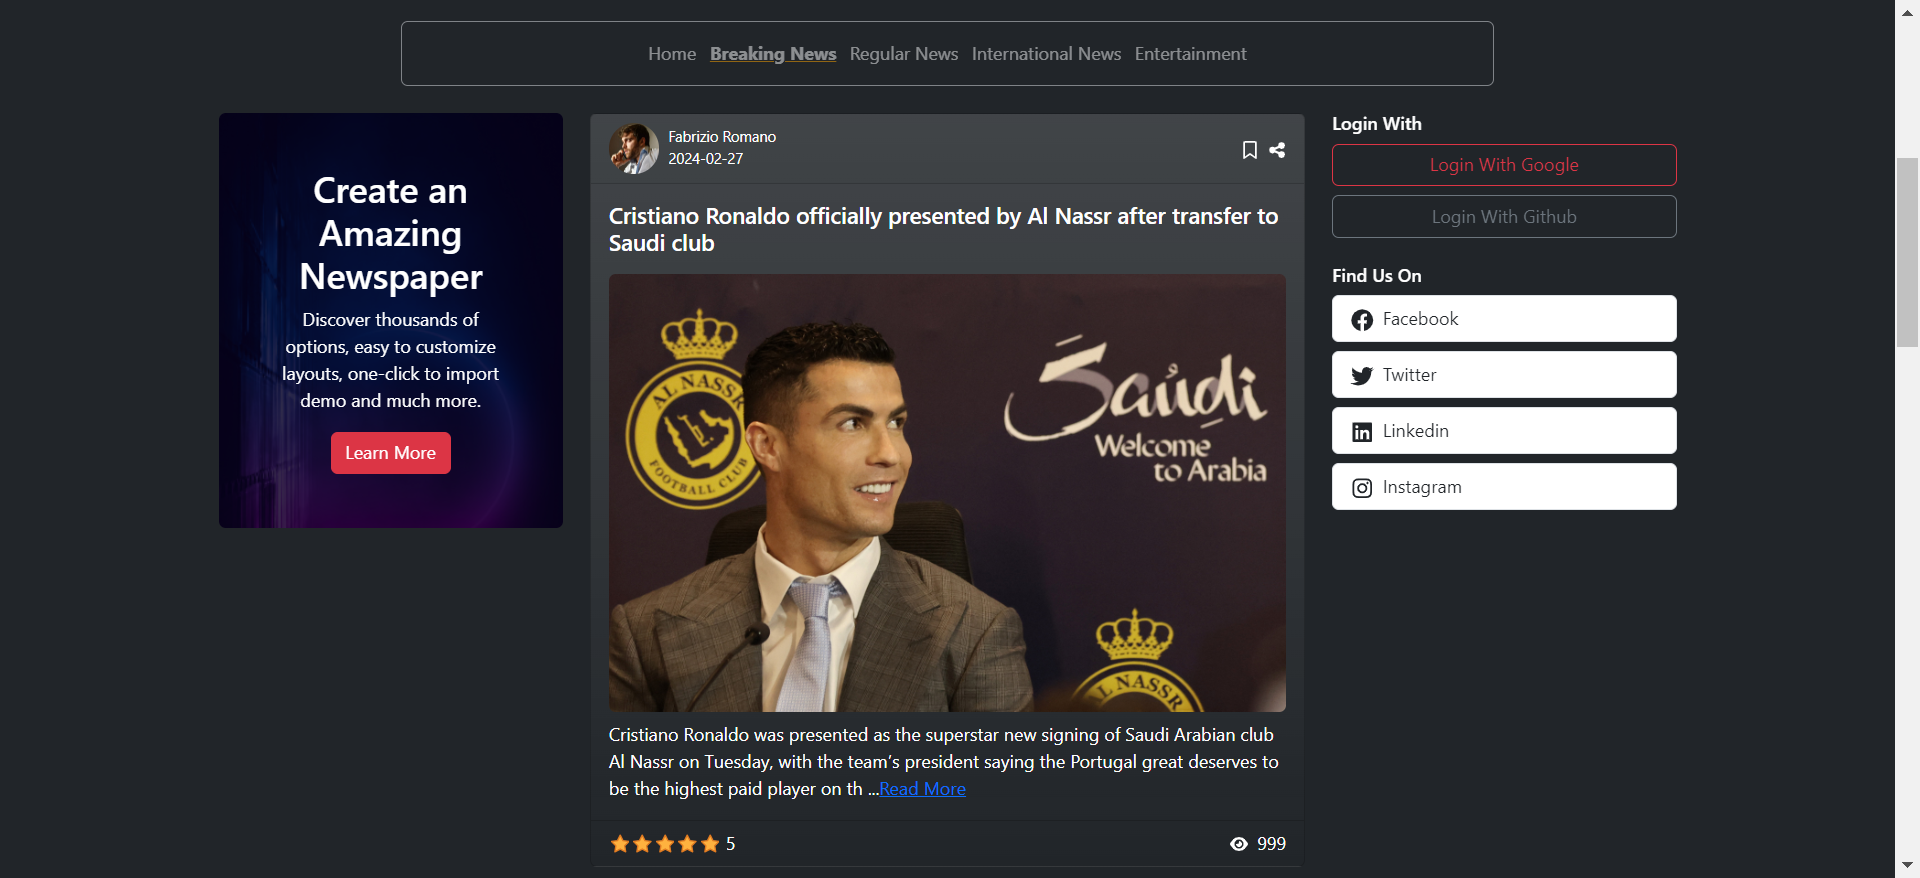 Home Breaking News Regular News International News Entertainment
Create an
Amazing
Newspaper
Discover thousands of
options, easy to customize
layouts, one-click to import
demo and much more.
Learn More
Fabrizio Romano
2024-02-27
Cristiano Ronaldo officially presented by Al Nassr after transfer to
Saudi club
AL NASSR
FOOTBALL CLUB
Saudi
Welcome
to Arabia
AL NASSR
Cristiano Ronaldo was presented as the superstar new signing of Saudi Arabian club
Al Nassr on Tuesday, with the team’s president saying the Portugal great deserves to
be the highest paid player on th ...Read More
5
999
Login With
Login With Google
Login With Github
Find Us On
Facebook
Twitter
Linkedin
Instagram